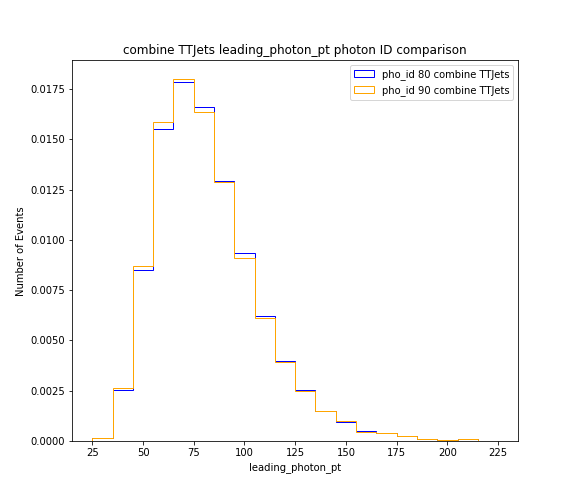 combine TTJets leading_photon_pt photon ID comparison
pho_id 80 combine TTJets
pho_id 90 combine TTJets
Number of Events
0.0175
0.0150
0.0125
0.0100
0.0075
0.0050
0.0025
0.0000
25 50 75 100 125 150 175 200 225
leading_photon_pt